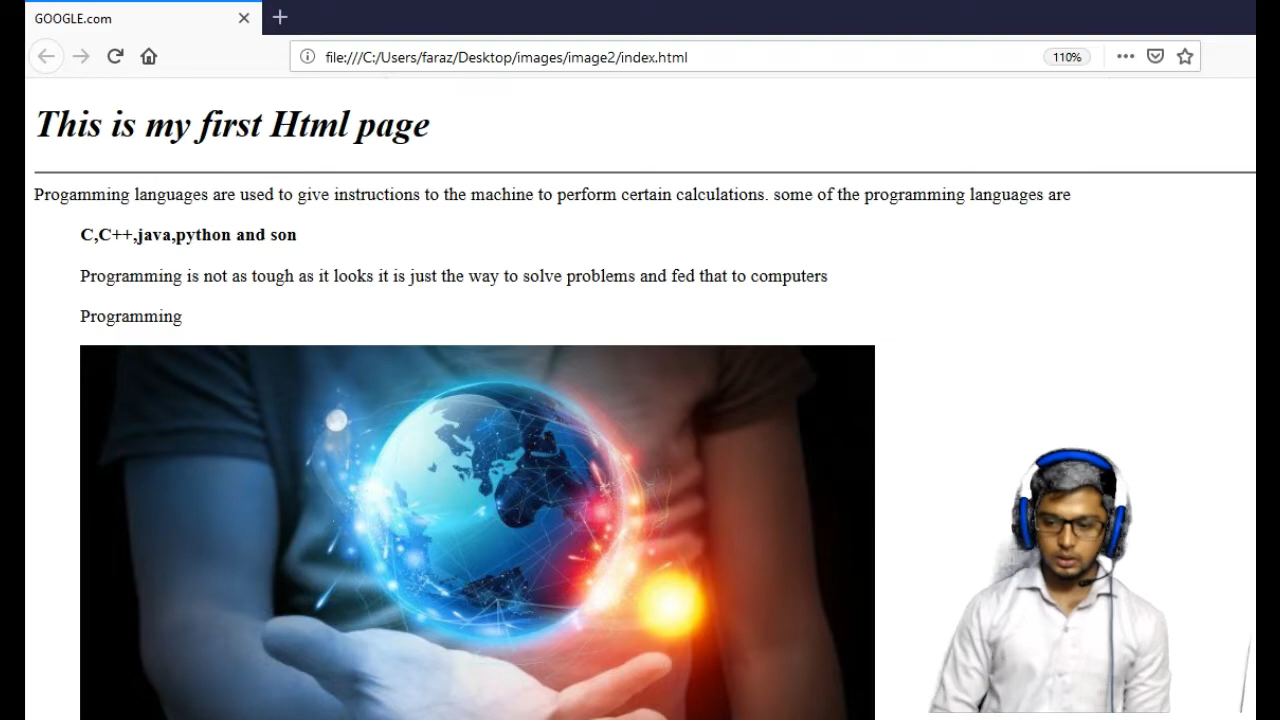 GOOGLE.com
file:///C:/Users/faraz/Desktop/images/image2/index.html
110%
This is my first Html page
Progamming languages are used to give instructions to the machine to perform certain calculations. some of the programming languages are
C,C++,java,python and son
Programming is not as tough as it looks it is just the way to solve problems and fed that to computers
Programming